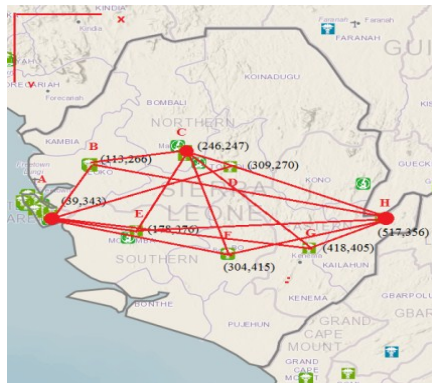 KINDIA
Kindia
x
Faranah
FARANAH
GUI
y
Forecariah
KOINADUGU
BOMBALI
NORTHERN
C
(246,247)
KAMBIA
B
(113,266)
(309,270)
KONO
A
D
SIERRA
LEONE
(39,343)
E
(178,376)
H
(517,356)
F
G
(418,405)
(304,415)
SOUTHERN
Kenema
KAILAHUN
BONTHE
KENEMA
PUJEHUN
GRAND
CAPE
MOUNT
GBARPOLU
GBAR
GRAND
CAPE
MOUNT